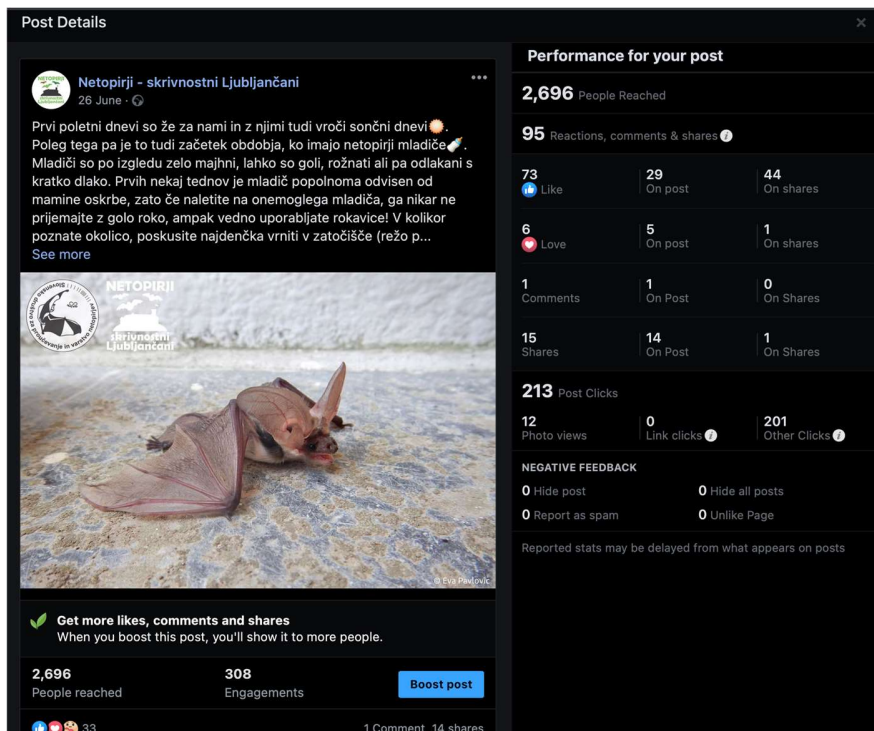 Post Details
Netopirji - skrivnostni Ljubljančani
26 June ·
Prvi poletni dnevi so že za nami in z njimi tudi vroči sončni dnevi☀.
Poleg tega pa je to tudi začetek obdobja, ko imajo netopirji mladiče🍼.
Mladiči so po izgledu zelo majhni, lahko so goli, rožnati ali pa odlakani s
kratko dlako. Prvih nekaj tednov je mladič popolnoma odvisen od
mamine oskrbe, zato če naletite na onemoglega mladiča, ga nikar ne
prijemajte z golo roko, ampak vedno uporabljate rokavice! V kolikor
poznate okolico, poskusite najdenčka vrniti v zatočišče (režo p...
See more
Slovensko društvo za proučevanje in varstvo netopirjev
NETOPIRJI
skrivnostni
Ljubljančani
© Eva Pavlovič
Get more likes, comments and shares
When you boost this post, you'll show it to more people.
2,696
People reached
308
Engagements
Boost post
33
1 Comment 14 shares
Performance for your post
2,696 People Reached
95 Reactions, comments & shares
73
Like
29
On post
44
On shares
6
Love
5
On post
1
On shares
1
Comments
1
On Post
0
On Shares
15
Shares
14
On Post
1
On Shares
213 Post Clicks
12
Photo views
0
Link clicks
201
Other Clicks
NEGATIVE FEEDBACK
0 Hide post
0 Hide all posts
0 Report as spam
0 Unlike Page
Reported stats may be delayed from what appears on posts